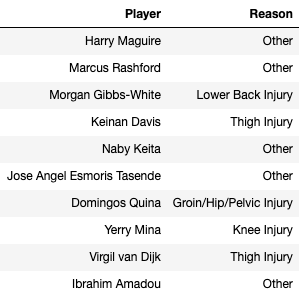 Player Reason
Harry Maguire Other
Marcus Rashford Other
Morgan Gibbs-White Lower Back Injury
Keinan Davis Thigh Injury
Naby Keita Other
Jose Angel Esmoris Tasende Other
Domingos Quina Groin/Hip/Pelvic Injury
Yerry Mina Knee Injury
Virgil van Dijk Thigh Injury
Ibrahim Amadou Other